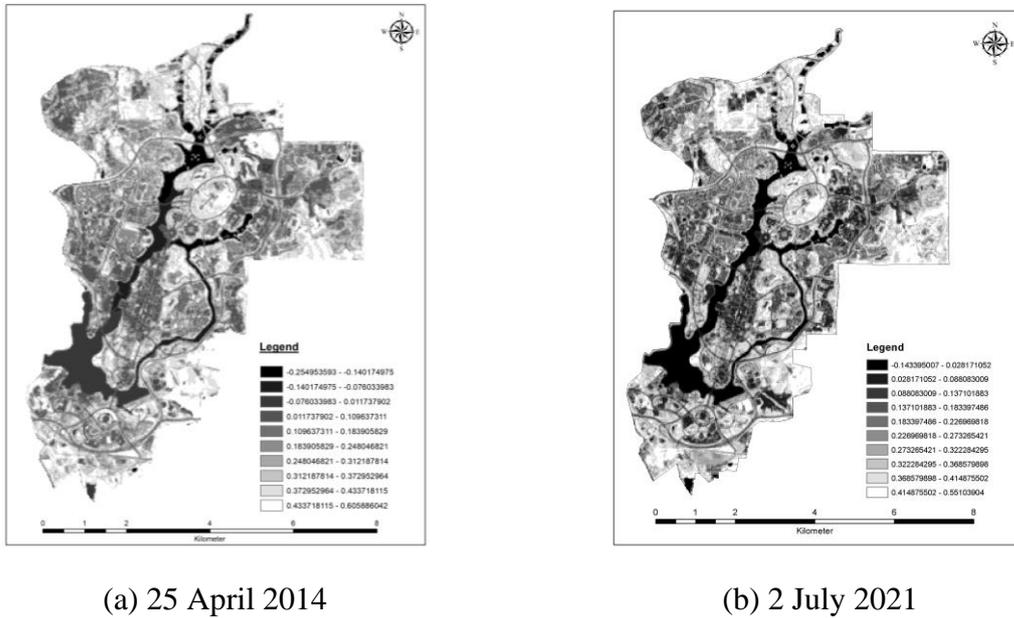 N
W E
S
Legend
-0.254953593 - -0.140174975
-0.140174975 - -0.076033983
-0.076033983 - 0.011737902
0.011737902 - 0.109637311
0.109637311 - 0.183905829
0.183905829 - 0.248046821
0.248046821 - 0.312187814
0.312187814 - 0.372952964
0.372952964 - 0.433718115
0.433718115 - 0.605886042
0 2 4 6 8
Kilometer
N
W E
S
Legend
-0.143395007 - 0.028171052
0.028171052 - 0.088083009
0.088083009 - 0.137101883
0.137101883 - 0.183397486
0.183397486 - 0.226969818
0.226969818 - 0.273265421
0.273265421 - 0.322284295
0.322284295 - 0.368579898
0.368579898 - 0.414875502
0.414875502 - 0.55103904
0 1 2 4 6 8
Kilometer
(a) 25 April 2014
(b) 2 July 2021